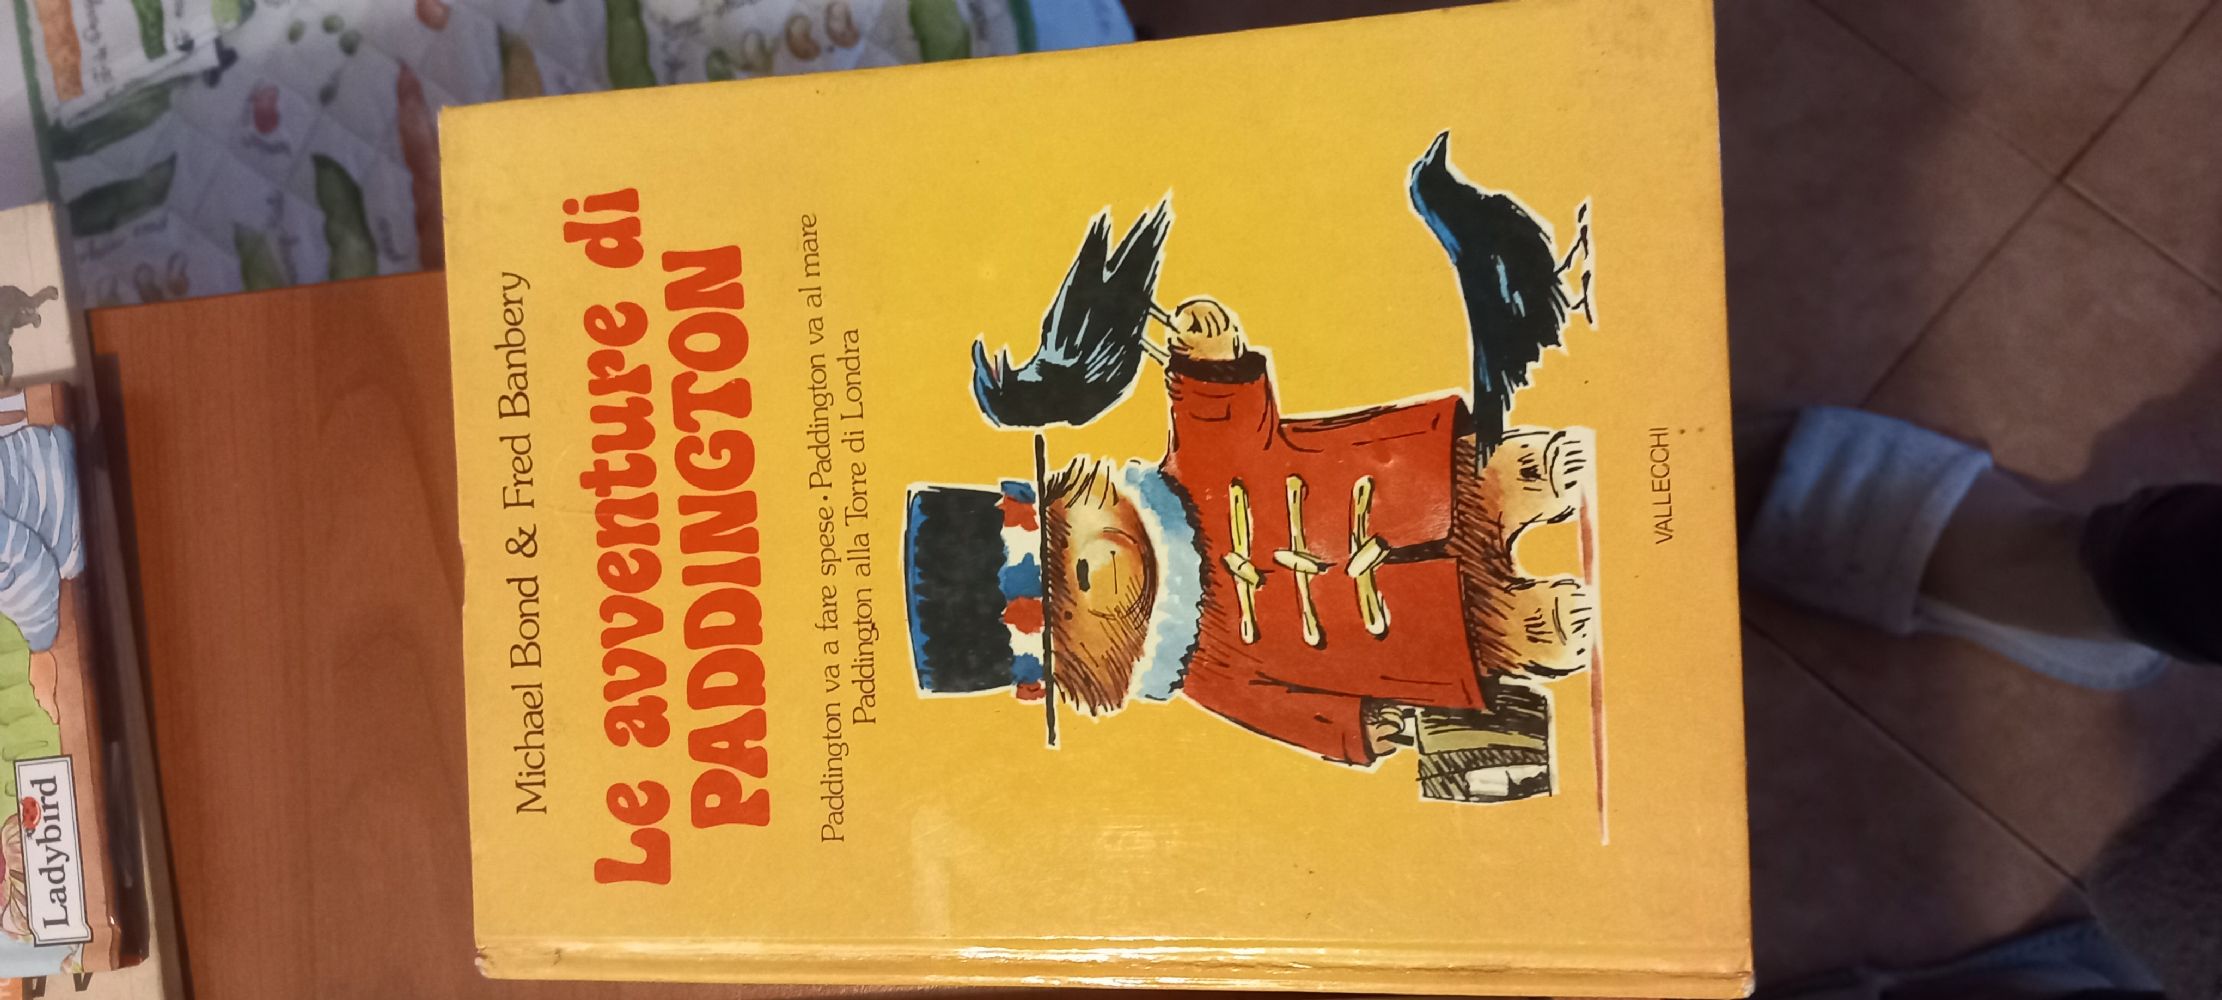 Michael Bond & Fred Banbery
Le avventure di
PADDINGTON
Paddington va a fare spese • Paddington va al mare
Paddington alla Torre di Londra
VALLECCHI
Ladybird